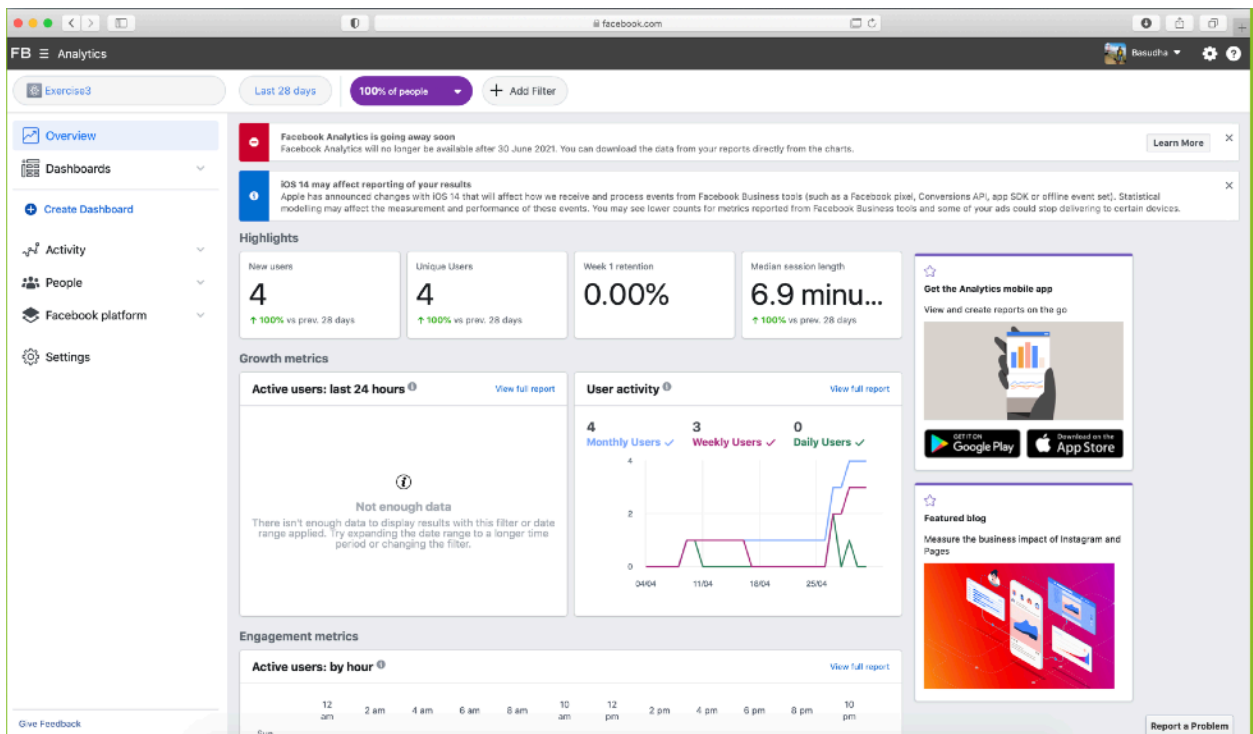 facebook.com
FB Analytics
Basudha
Exercise3
Last 28 days
100% of people
+ Add Filter
Overview
Dashboards
Create Dashboard
Activity
People
Facebook platform
Settings
Give Feedback
Facebook Analytics is going away soon
Facebook Analytics will no longer be available after 30 June 2021. You can download the data from your reports directly from the charts.
Learn More
iOS 14 may affect reporting of your results
Apple has announced changes with iOS 14 that will affect how we receive and process events from Facebook Business tools (such as a Facebook pixel, Conversions API, app SDK or offline event set). Statistical
modelling may affect the measurement and performance of these events. You may see lower counts for metrics reported from Facebook Business tools and some of your ads could stop delivering to certain devices.
Highlights
New users
4
↑ 100% vs prev. 28 days
Unique Users
4
↑ 100% vs prev. 28 days
Week 1 retention
0.00%
Median session length
6.9 minu...
↑ 100% vs prev. 28 days
Growth metrics
Active users: last 24 hours
View full report
Not enough data
There isn't enough data to display results with this filter or date
range applied. Try expanding the date range to a longer time
period or changing the filter.
User activity
View full report
4 3 0
Monthly Users Weekly Users Daily Users
4
2
0
04/04 11/04 18/04 25/04
Engagement metrics
Active users: by hour
View full report
12 am 2 am 4 am 6 am 8 am 10 am 12 pm 2 pm 4 pm 6 pm 8 pm 10 pm
Sun
Get the Analytics mobile app
View and create reports on the go
GET IT ON
Google Play
Download on the
App Store
Featured blog
Measure the business impact of Instagram and
Pages
Report a Problem